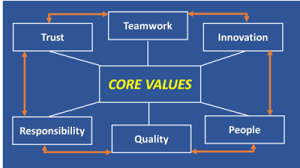 Teamwork
Trust
Innovation
CORE VALUES
Responsibility
Quality
People